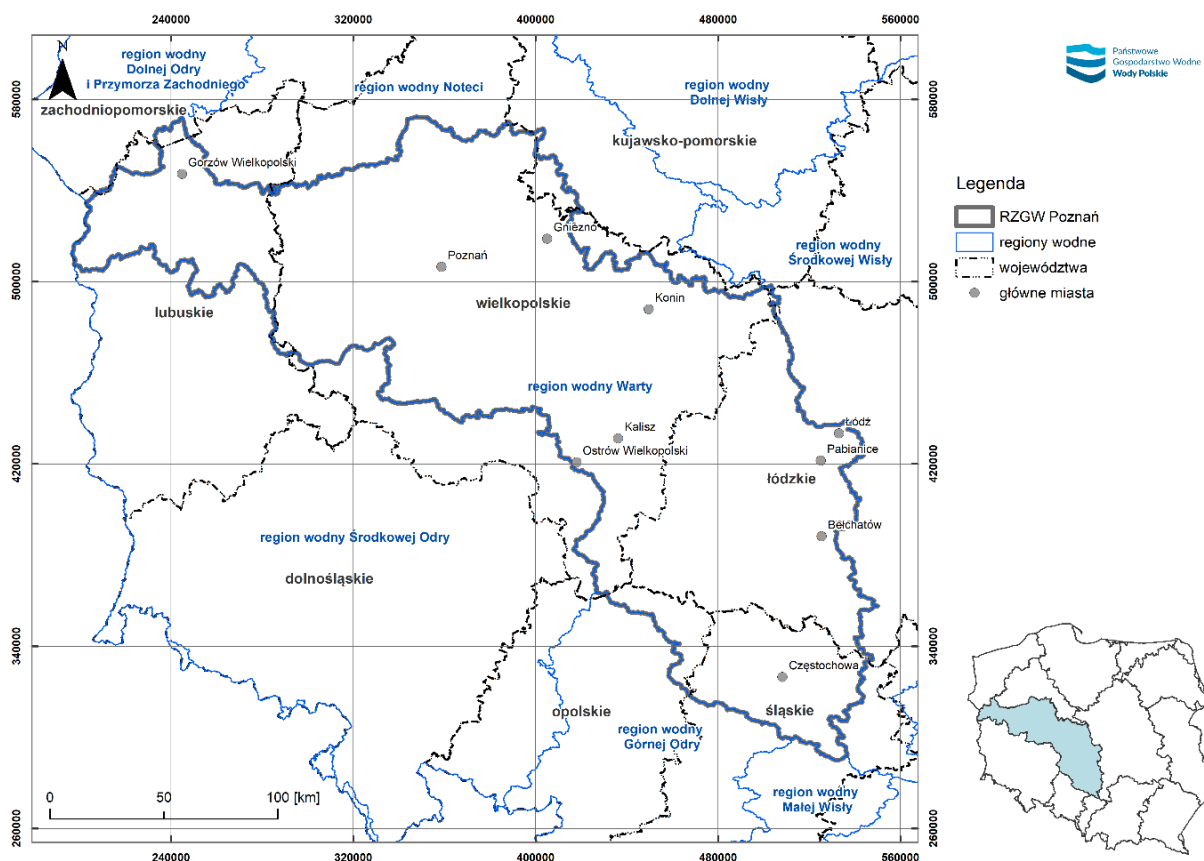 240000
320000
400000
480000
560000
N
region wodny
Dolnej Odry
i Przymorza Zachodniego
region wodny Noteci
region wodny
Dolnej Wisły
580000
580000
zachodniopomorskie
kujawsko-pomorskie
Gorzów Wielkopolski
Gniezno
region wodny
Środkowej Wisły
Poznań
500000
500000
lubuskie
wielkopolskie
Konin
region wodny Warty
Kalisz
Łódź
Ostrów Wielkopolski
Pabianice
420000
420000
łódzkie
region wodny Środkowej Odry
Bełchatów
dolnośląskie
340000
340000
Częstochowa
opolskie
śląskie
region wodny
Górnej Odry
region wodny
Małej Wisły
0
50
100 [km]
260000
260000
240000
320000
400000
480000
560000
Państwowe
Gospodarstwo Wodne
Wody Polskie
Legenda
RZGW Poznań
regiony wodne
województwa
główne miasta